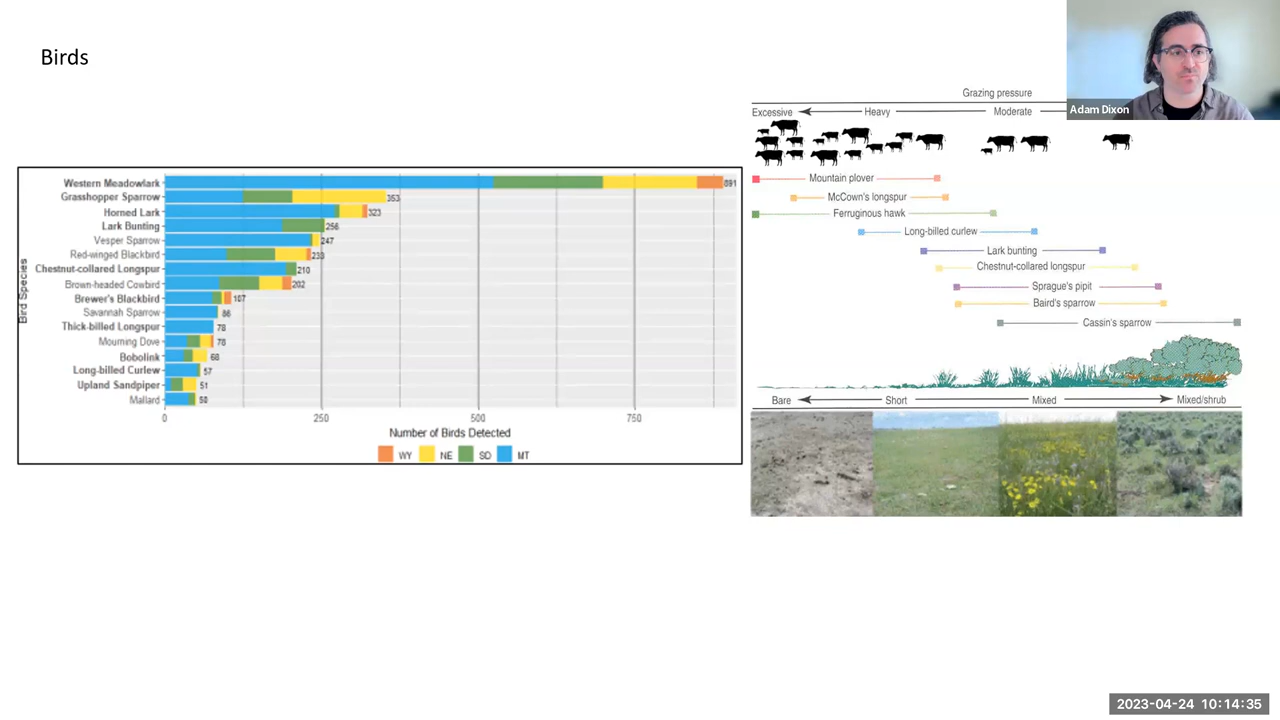 Birds
Adam Dixon
Bird Species
Western Meadowlark 891
Grasshopper Sparrow 353
Horned Lark 323
Lark Bunting 256
Vesper Sparrow 247
Red-winged Blackbird 233
Chestnut-collared Longspur 210
Brown-headed Cowbird 202
Brewer's Blackbird 107
Savannah Sparrow 86
Thick-billed Longspur 78
Mourning Dove 78
Bobolink 68
Long-billed Curlew 57
Upland Sandpiper 51
Mallard 50
0 250 500 750
Number of Birds Detected
WY NE SD MT
Grazing pressure
Excessive Heavy Moderate
Mountain plover
McCown's longspur
Ferruginous hawk
Long-billed curlew
Lark bunting
Chestnut-collared longspur
Sprague's pipit
Baird's sparrow
Cassin's sparrow
Bare Short Mixed Mixed/shrub
2023-04-24 10:14:35